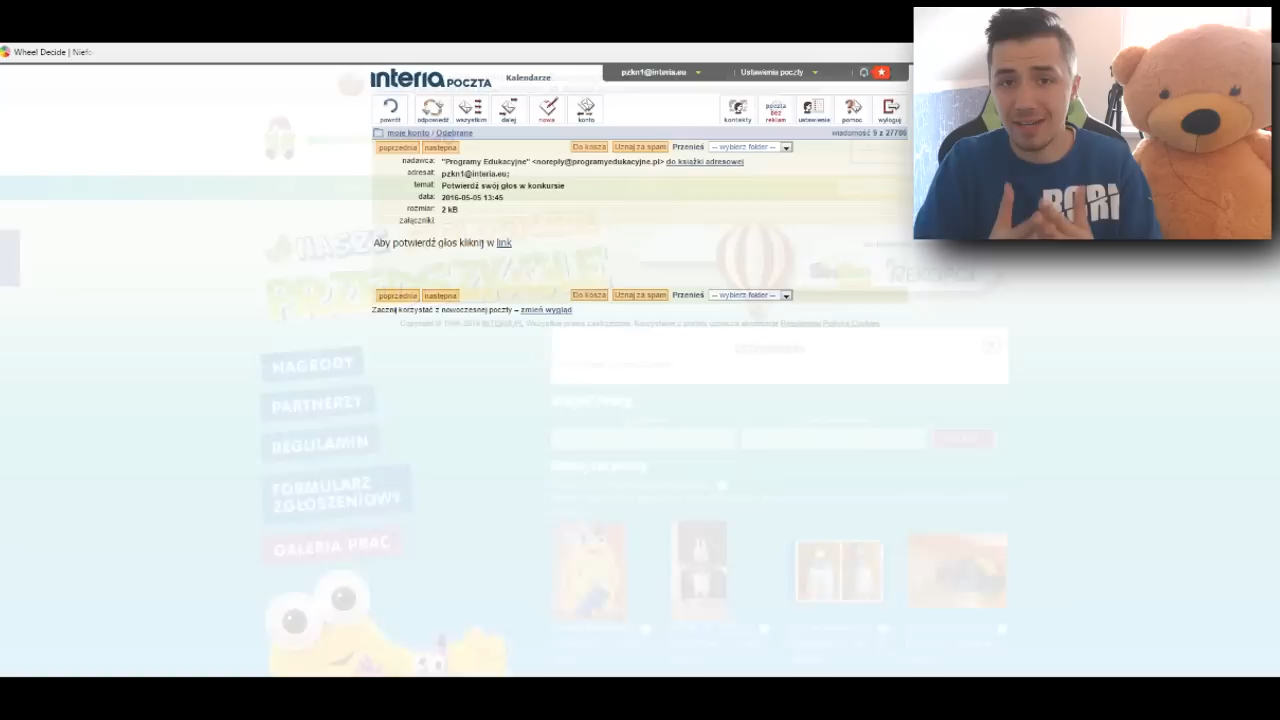 Wheel Decide | Niefo
interia POCZTA Kalendarze
pzkn1@interia.eu Ustawienia poczty
powrót odpowiedz wszystkim dalej nowa konto kontakty poczta bez reklam ustawienia pomoc wyloguj
moje konto / Odebrane wiadomość 9 z 27786
poprzednia następna Do kosza Uznaj za spam Przenieś -- wybierz folder --
nadawca: "Programy Edukacyjne" <noreply@programyedukacyjne.pl> do książki adresowej
adresat: pzkn1@interia.eu;
temat: Potwierdź swój głos w konkursie
data: 2016-05-05 13:45
rozmiar: 2 kB
załączniki:
Aby potwierdź głos kliknij w link
NASZE
poprzednia następna Do kosza Uznaj za spam Przenieś -- wybierz folder --
Zacznij korzystać z nowoczesnej poczty – zmień wygląd
NAGRODY
PARTNERZY
REGULAMIN
FORMULARZ
ZGŁOSZENIOWY
GALERIA PRAC